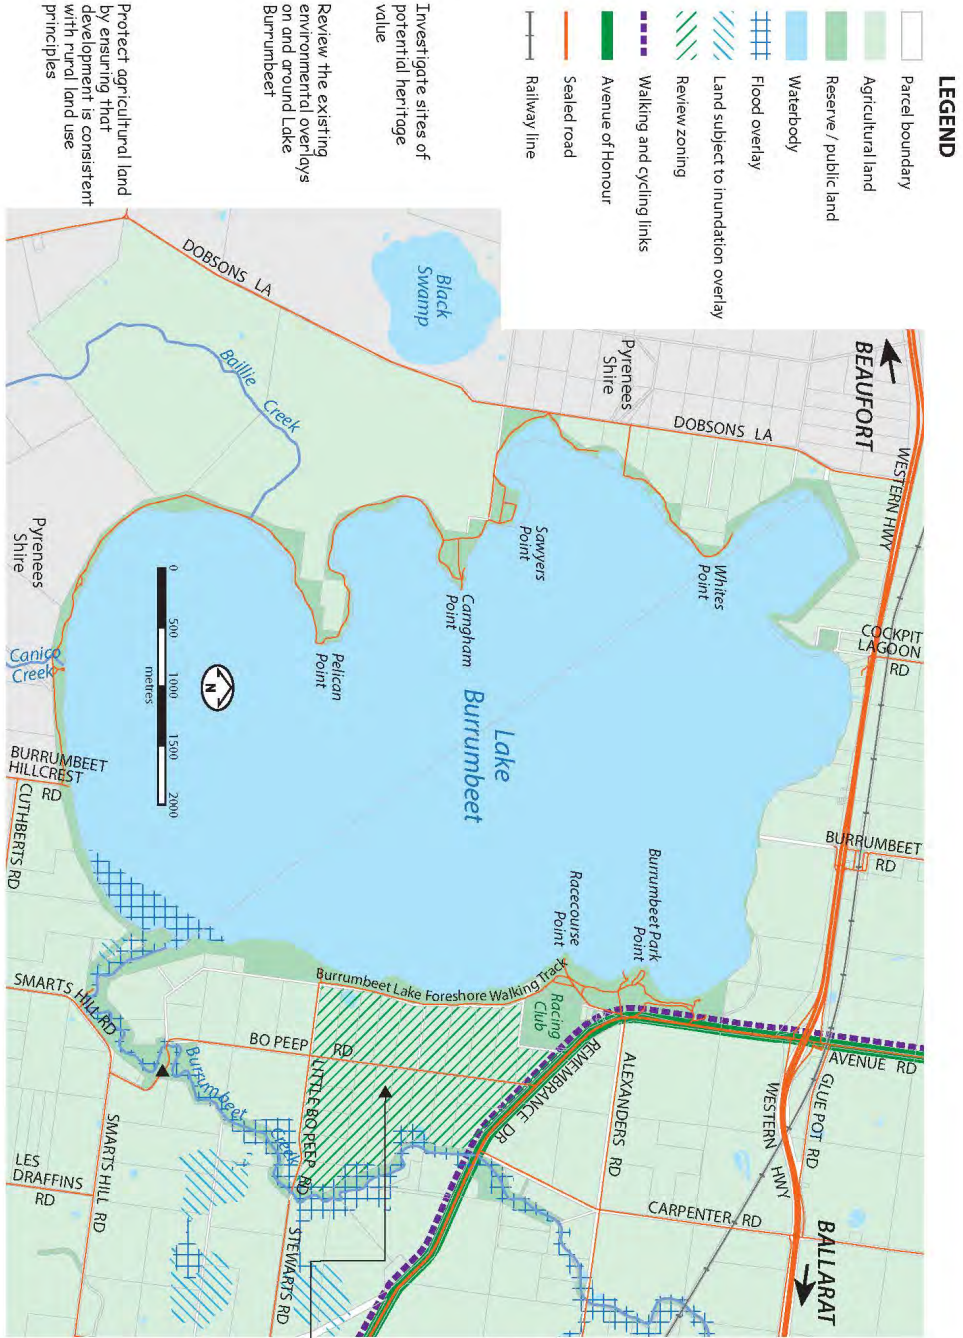 LEGEND
Parcel boundary
Agricultural land
Reserve / public land
Waterbody
Flood overlay
Land subject to inundation overlay
Review zoning
Walking and cycling links
Avenue of Honour
Sealed road
Railway line
Investigate sites of
potential heritage
value
Review the existing
environmental overlays
on and around Lake
Burrumbeet
Protect agricultural land
by ensuring that
development is consistent
with rural land use
principles
BEAUFORT
WESTERN HWY
COCKPIT
LAGOON
RD
BURRUMBEET
RD
AVENUE RD
GLUE POT RD
WESTERN HWY
BALLARAT
DOBSONS LA
Pyrenees
Shire
Whites
Point
Burrumbeet Park
Point
Racecourse
Point
ALEXANDERS RD
CARPENTER RD
REMEMBRANCE DR
Racing
Club
Burrumbeet Lake Foreshore Walking Track
Sawyers
Point
Lake
Burrumbeet
Carngham
Point
Black
Swamp
DOBSONS LA
Pelican
Point
Baillie Creek
N
0
500
1000
1500
2000
metres
BO PEEP RD
LITTLE BO PEEP RD
STEWARTS RD
Burrumbeet Creek
SMARTS HILL RD
SMARTS HILL RD
LES
DRAFFINS
RD
Pyrenees
Shire
Canico
Creek
BURRUMBEET
HILLCREST
RD
CUTHBERTS RD